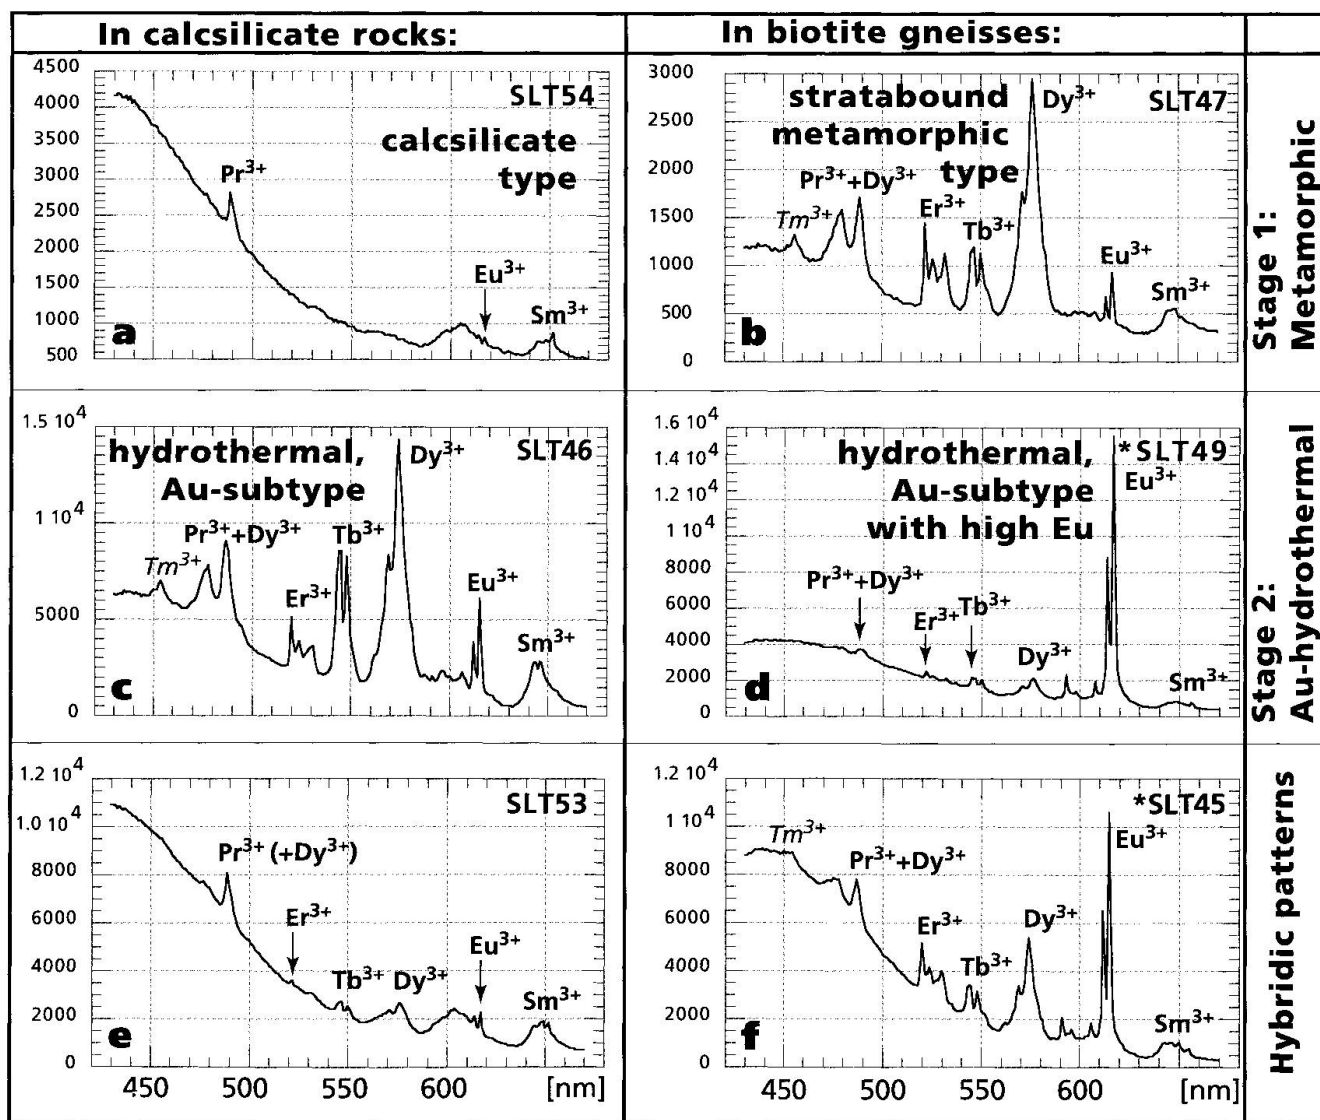 In calcsilicate rocks:
In biotite gneisses:
4500
4000
3500
3000
2500
2000
1500
1000
500
SLT54
calcsilicate
type
Pr³⁺
Eu³⁺
Sm³⁺
a
3000
2500
2000
1500
1000
500
0
stratabound
metamorphic
type
Dy³⁺
SLT47
Pr³⁺+Dy³⁺
Tm³⁺
Er³⁺
Tb³⁺
Eu³⁺
Sm³⁺
b
Stage 1:
Metamorphic
1.5 10⁴
1 10⁴
5000
0
hydrothermal,
Au-subtype
Dy³⁺
SLT46
Pr³⁺+Dy³⁺
Tb³⁺
Tm³⁺
Er³⁺
Eu³⁺
Sm³⁺
c
1.6 10⁴
1.4 10⁴
1.2 10⁴
1 10⁴
8000
6000
4000
2000
0
hydrothermal,
Au-subtype
with high Eu
*SLT49
Eu³⁺
Pr³⁺+Dy³⁺
Er³⁺
Tb³⁺
Dy³⁺
Sm³⁺
d
Stage 2:
Au-hydrothermal
1.2 10⁴
1.0 10⁴
8000
6000
4000
2000
0
SLT53
Pr³⁺ (+Dy³⁺)
Er³⁺
Tb³⁺
Dy³⁺
Eu³⁺
Sm³⁺
e
450
500
550
600
[nm]
1.2 10⁴
1 10⁴
8000
6000
4000
2000
0
*SLT45
Tm³⁺
Eu³⁺
Pr³⁺+Dy³⁺
Er³⁺
Dy³⁺
Tb³⁺
Sm³⁺
f
450
500
550
600
[nm]
Hybridic patterns